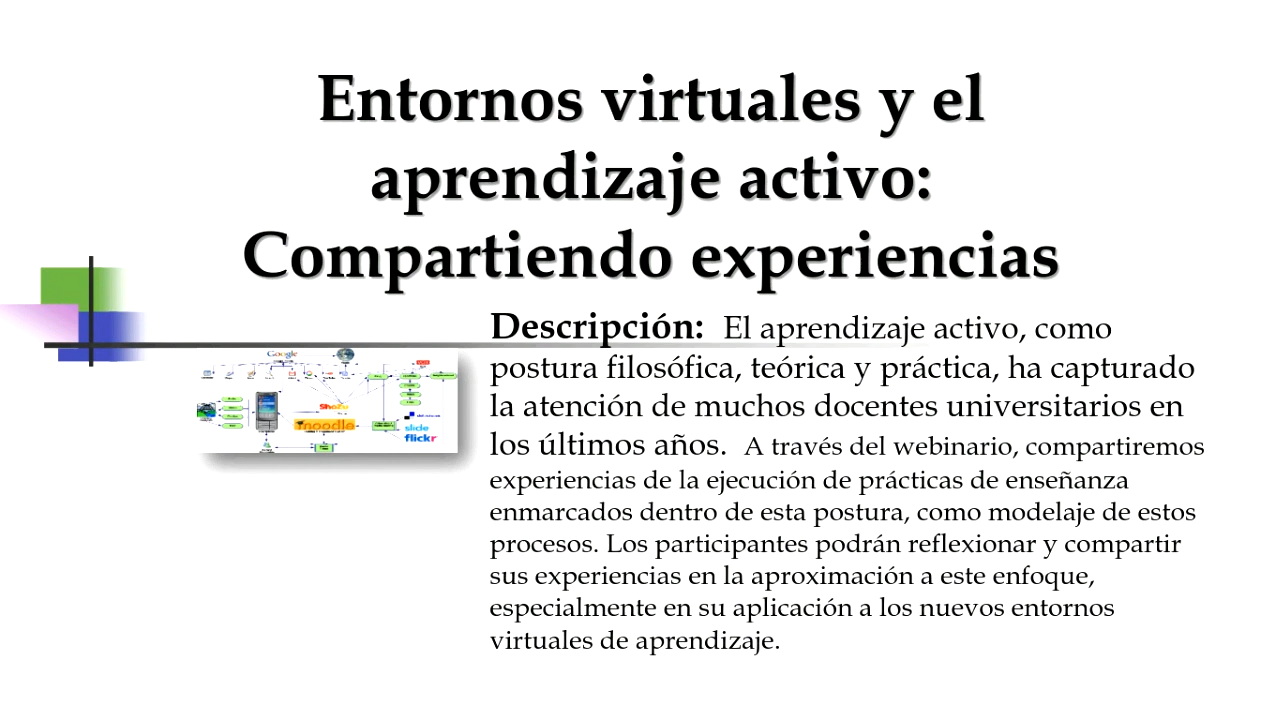 Entornos virtuales y el
aprendizaje activo:
Compartiendo experiencias
Descripción: El aprendizaje activo, como
postura filosófica, teórica y práctica, ha capturado
la atención de muchos docentes universitarios en
los últimos años. A través del webinario, compartiremos
experiencias de la ejecución de prácticas de enseñanza
enmarcados dentro de esta postura, como modelaje de estos
procesos. Los participantes podrán reflexionar y compartir
sus experiencias en la aproximación a este enfoque,
especialmente en su aplicación a los nuevos entornos
virtuales de aprendizaje.
Google
moodle
slide
flickr